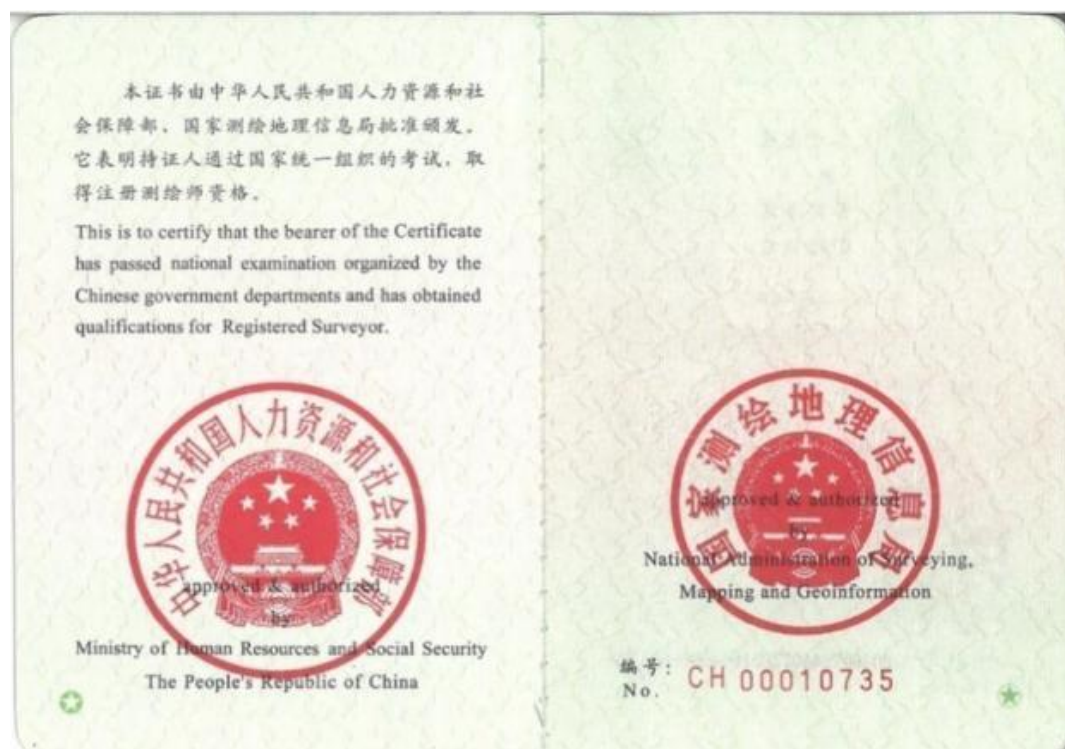 本证书由中华人民共和国人力资源和社
会保障部、国家测绘地理信息局批准颁发。
它表明持证人通过国家统一组织的考试，取
得注册测绘师资格。
This is to certify that the bearer of the Certificate
has passed national examination organized by the
Chinese government departments and has obtained
qualifications for Registered Surveyor.
中华人民共和国人力资源和社会保障部
approved & authorized
by
Ministry of Human Resources and Social Security
The People's Republic of China
国家测绘地理信息局
approved & authorized
by
National Administration of Surveying,
Mapping and Geoinformation
编号：
No.
CH 00010735